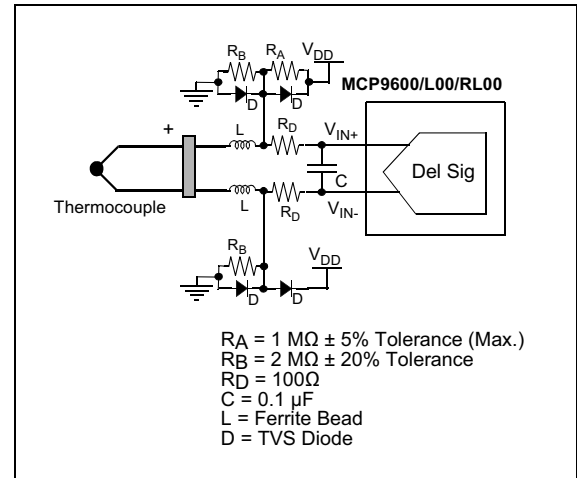 RB RA VDD
MCP9600/L00/RL00
D D
+ L RD VIN+
C Del Sig
Thermocouple
L RD VIN-
RB VDD
D D
RA = 1 MΩ ± 5% Tolerance (Max.)
RB = 2 MΩ ± 20% Tolerance
RD = 100Ω
C = 0.1 µF
L = Ferrite Bead
D = TVS Diode